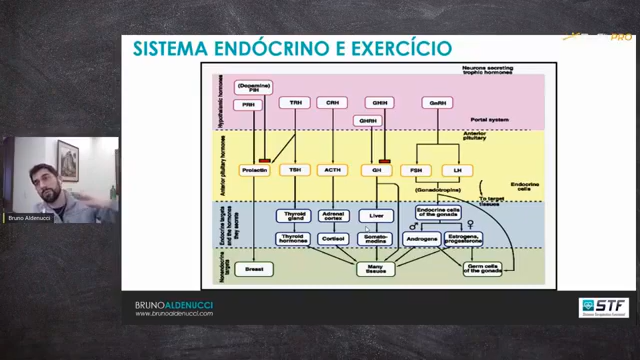 PRO
SISTEMA ENDÓCRINO E EXERCÍCIO
Neurons secreting
trophic hormones
Hypothalamic hormones
(Dopamine)
PIH
PRH
TRH
CRH
GHIH
GHRH
GnRH
Portal system
Anterior
pituitary
Anterior pituitary hormones
Prolactin
TSH
ACTH
GH
FSH
LH
Endocrine
cells
(Gonadotropins)
To target
tissues
Endocrine targets
and the hormones
they secrete
Thyroid
gland
Adrenal
cortex
Liver
Endocrine cells
of the gonads
Thyroid
hormones
Cortisol
Somato-
medins
♂
Androgens
♀
Estrogens,
progesterone
Nonendocrine
targets
Breast
Many
tissues
Germ cells
of the gonads
Bruno Aldenucci
BRUNOALDENUCCI
www.brunoaldenucci.com
STF